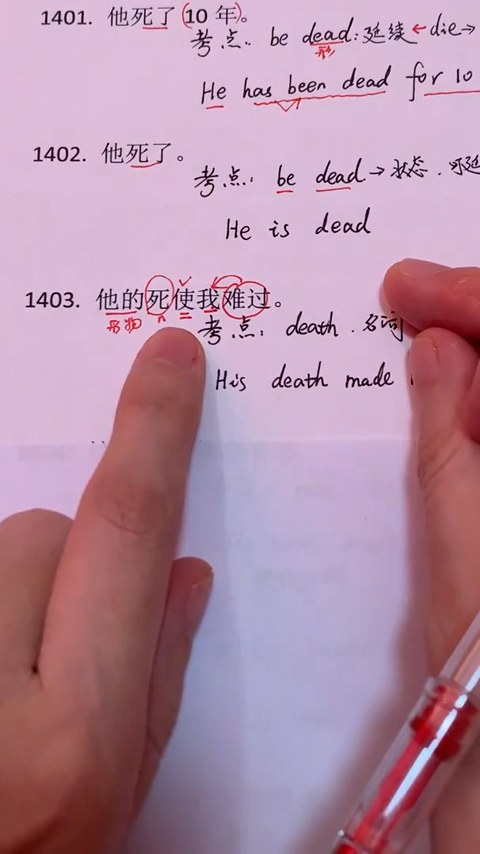 1401. 他死了(10 年)。
考点: be dead:延续 ← die →
形
He has been dead for 10
1402. 他死了。
考点: be dead → 状态.可延
He is dead
1403. 他的死使我难过。
形物 n
考点: death.名词
His death made